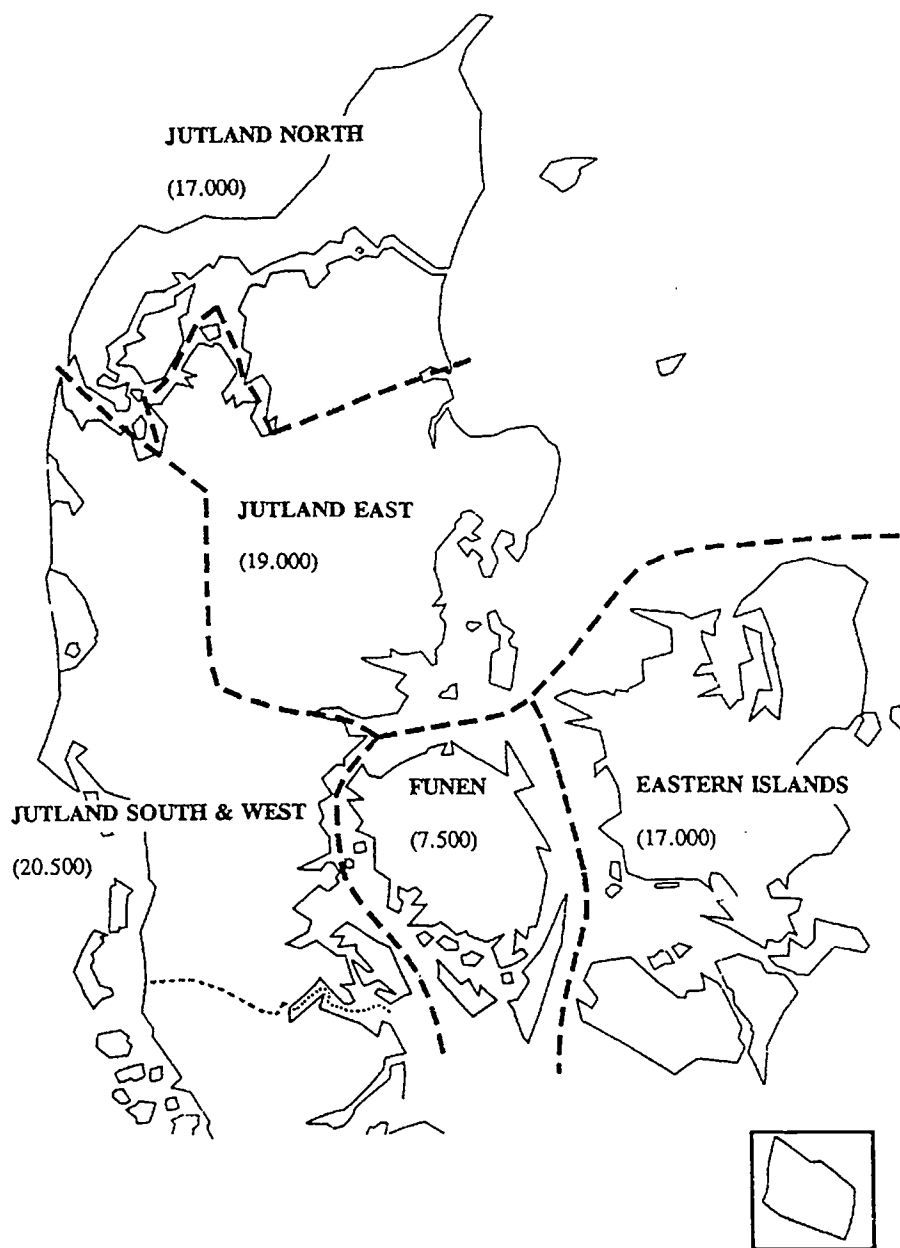 JUTLAND NORTH
(17.000)
JUTLAND EAST
(19.000)
FUNEN
(7.500)
EASTERN ISLANDS
(17.000)
JUTLAND SOUTH & WEST
(20.500)